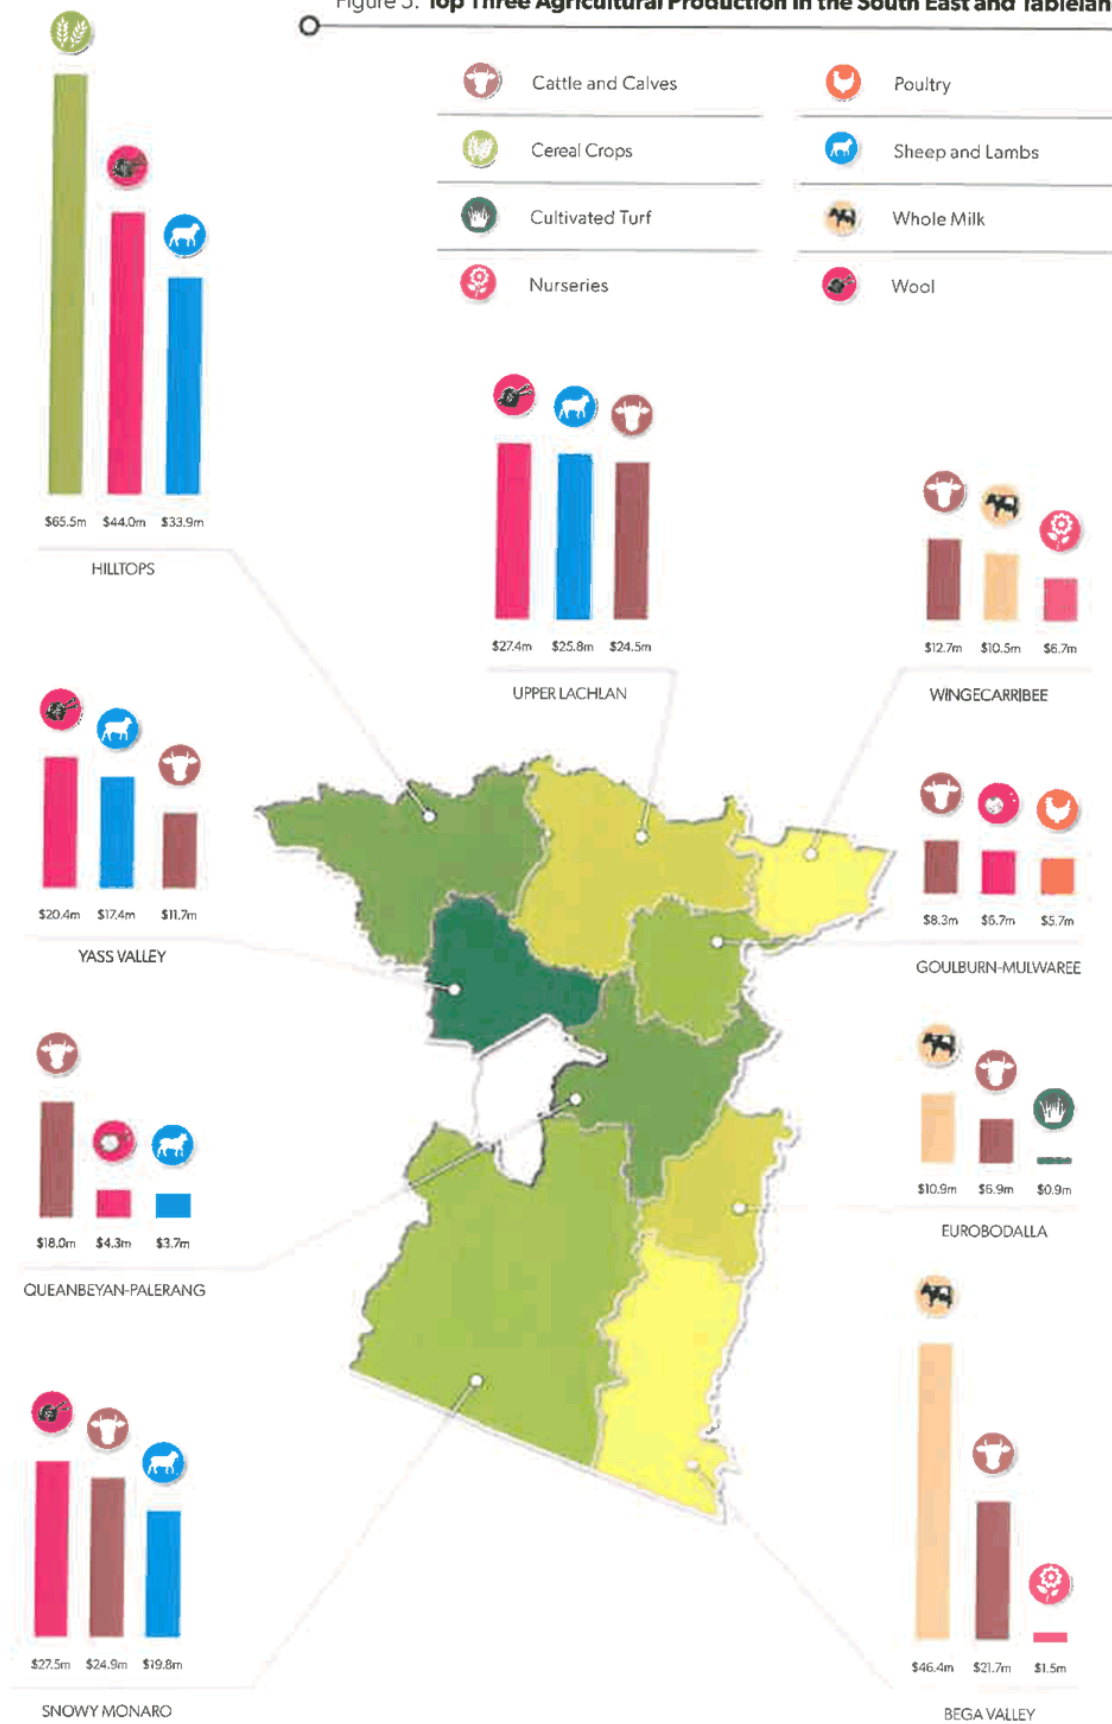 Figure 5: Top Three Agricultural Production in the South East and Tablelan
Cattle and Calves
Poultry
Cereal Crops
Sheep and Lambs
Cultivated Turf
Whole Milk
Nurseries
Wool
$65.5m $44.0m $33.9m
HILLTOPS
$27.4m $25.8m $24.5m
UPPER LACHLAN
$12.7m $10.5m $6.7m
WINGECARRIBEE
$20.4m $17.4m $11.7m
YASS VALLEY
$8.3m $6.7m $5.7m
GOULBURN-MULWAREE
$18.0m $4.3m $3.7m
QUEANBEYAN-PALERANG
$10.9m $6.9m $0.9m
EUROBODALLA
$27.5m $24.9m $19.8m
SNOWY MONARO
$46.4m $21.7m $1.5m
BEGA VALLEY